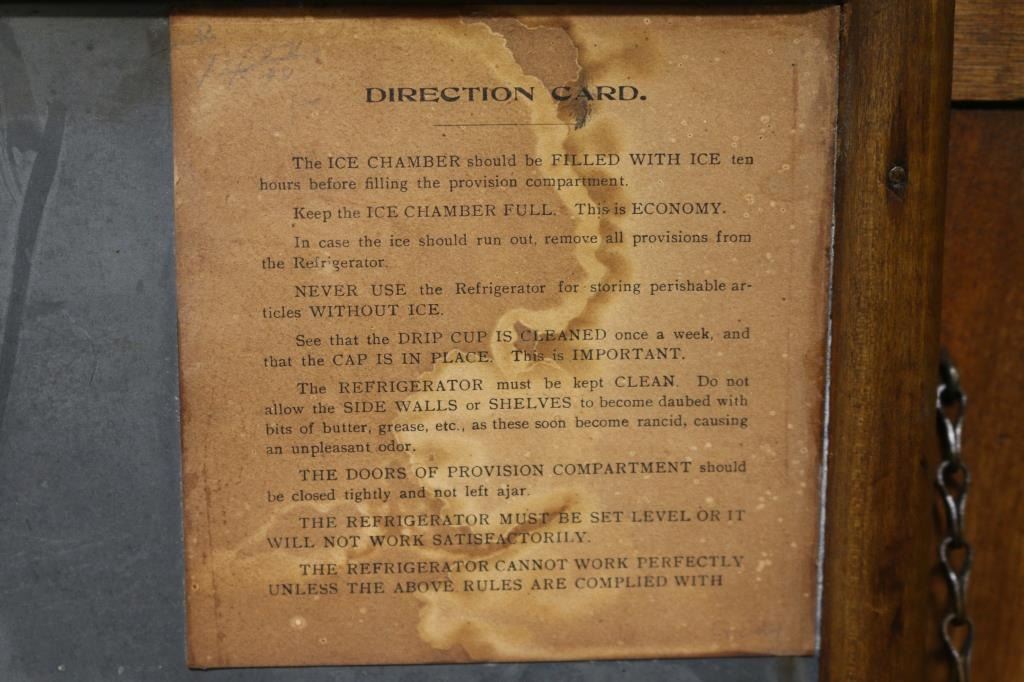 DIRECTION CARD.
The ICE CHAMBER should be FILLED WITH ICE ten
hours before filling the provision compartment.
Keep the ICE CHAMBER FULL. This is ECONOMY.
In case the ice should run out, remove all provisions from
the Refrigerator.
NEVER USE the Refrigerator for storing perishable ar-
ticles WITHOUT ICE.
See that the DRIP CUP IS CLEANED once a week, and
that the CAP IS IN PLACE. This is IMPORTANT.
The REFRIGERATOR must be kept CLEAN. Do not
allow the SIDE WALLS or SHELVES to become daubed with
bits of butter, grease, etc., as these soon become rancid, causing
an unpleasant odor.
THE DOORS OF PROVISION COMPARTMENT should
be closed tightly and not left ajar.
THE REFRIGERATOR MUST BE SET LEVEL OR IT
WILL NOT WORK SATISFACTORILY.
THE REFRIGERATOR CANNOT WORK PERFECTLY
UNLESS THE ABOVE RULES ARE COMPLIED WITH